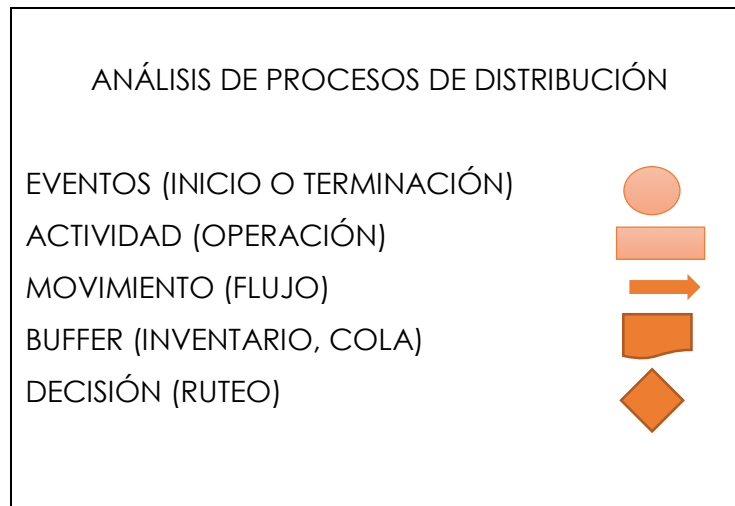 ANÁLISIS DE PROCESOS DE DISTRIBUCIÓN
EVENTOS (INICIO O TERMINACIÓN)
ACTIVIDAD (OPERACIÓN)
MOVIMIENTO (FLUJO)
BUFFER (INVENTARIO, COLA)
DECISIÓN (RUTEO)